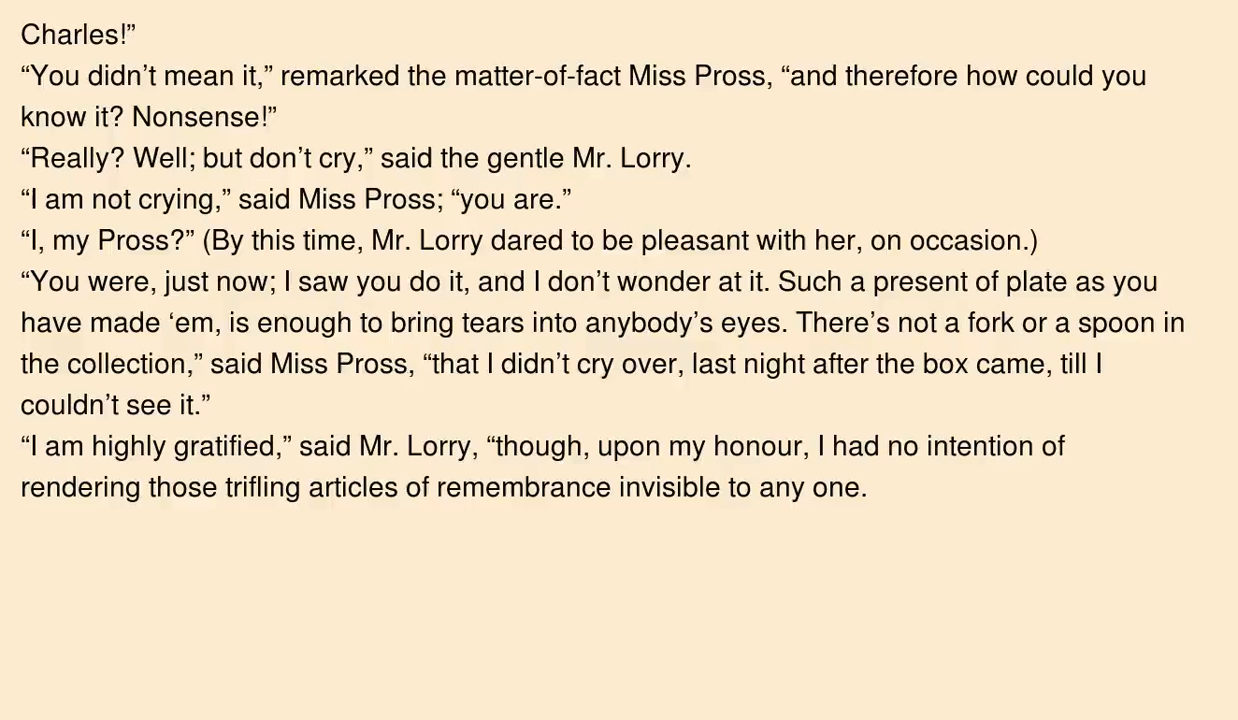 Charles!”
“You didn’t mean it,” remarked the matter-of-fact Miss Pross, “and therefore how could you
know it? Nonsense!”
“Really? Well; but don’t cry,” said the gentle Mr. Lorry.
“I am not crying,” said Miss Pross; “you are.”
“I, my Pross?” (By this time, Mr. Lorry dared to be pleasant with her, on occasion.)
“You were, just now; I saw you do it, and I don’t wonder at it. Such a present of plate as you
have made ‘em, is enough to bring tears into anybody’s eyes. There’s not a fork or a spoon in
the collection,” said Miss Pross, “that I didn’t cry over, last night after the box came, till I
couldn’t see it.”
“I am highly gratified,” said Mr. Lorry, “though, upon my honour, I had no intention of
rendering those trifling articles of remembrance invisible to any one.